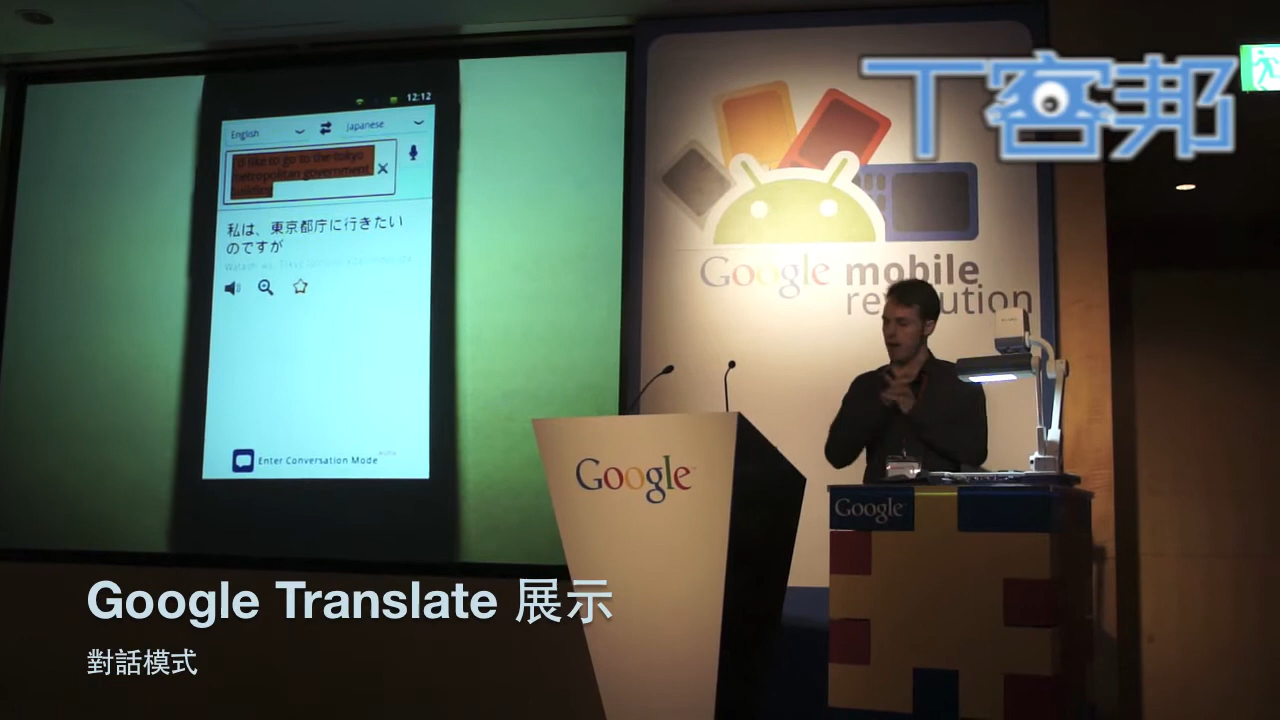 12:12
English
Japanese
I'd like to go to the tokyo
metropolitan government
building
私は、東京都庁に行きたい
のですが
Enter Conversation Mode
丁客邦
Google mobile
revolution
Google
Google
Google Translate 展示
對話模式